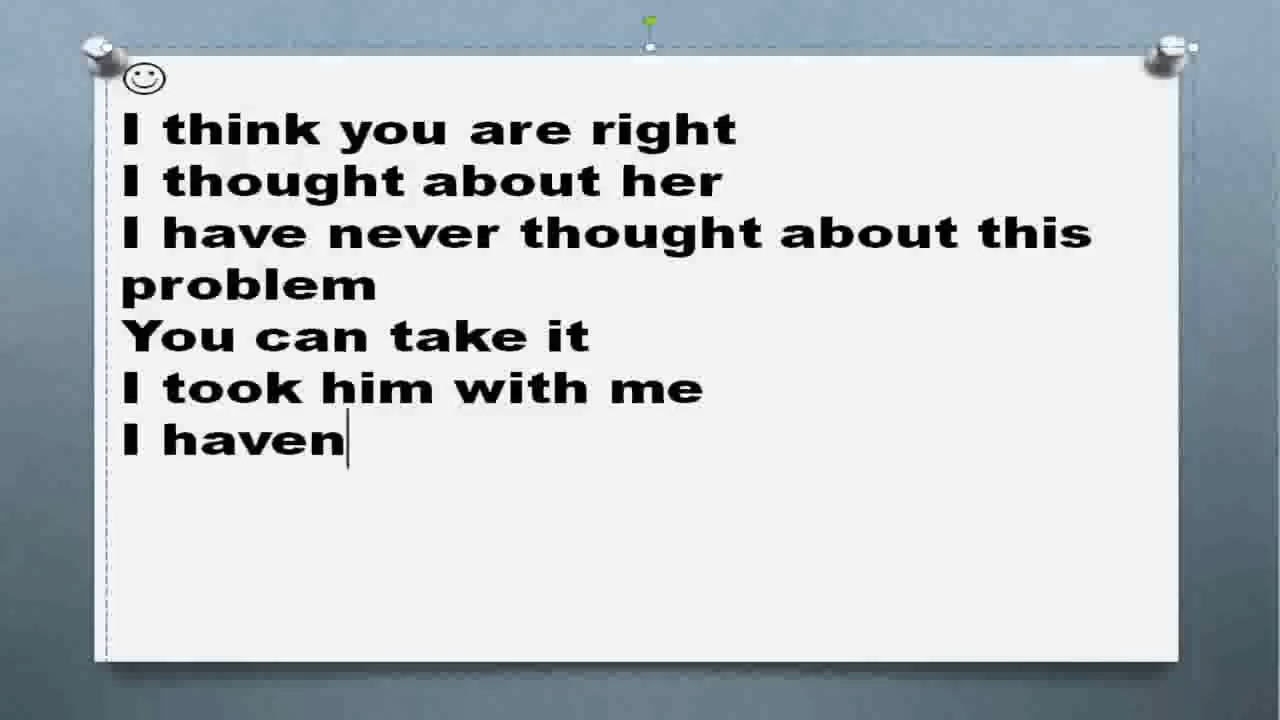 I think you are right
I thought about her
I have never thought about this
problem
You can take it
I took him with me
I haven